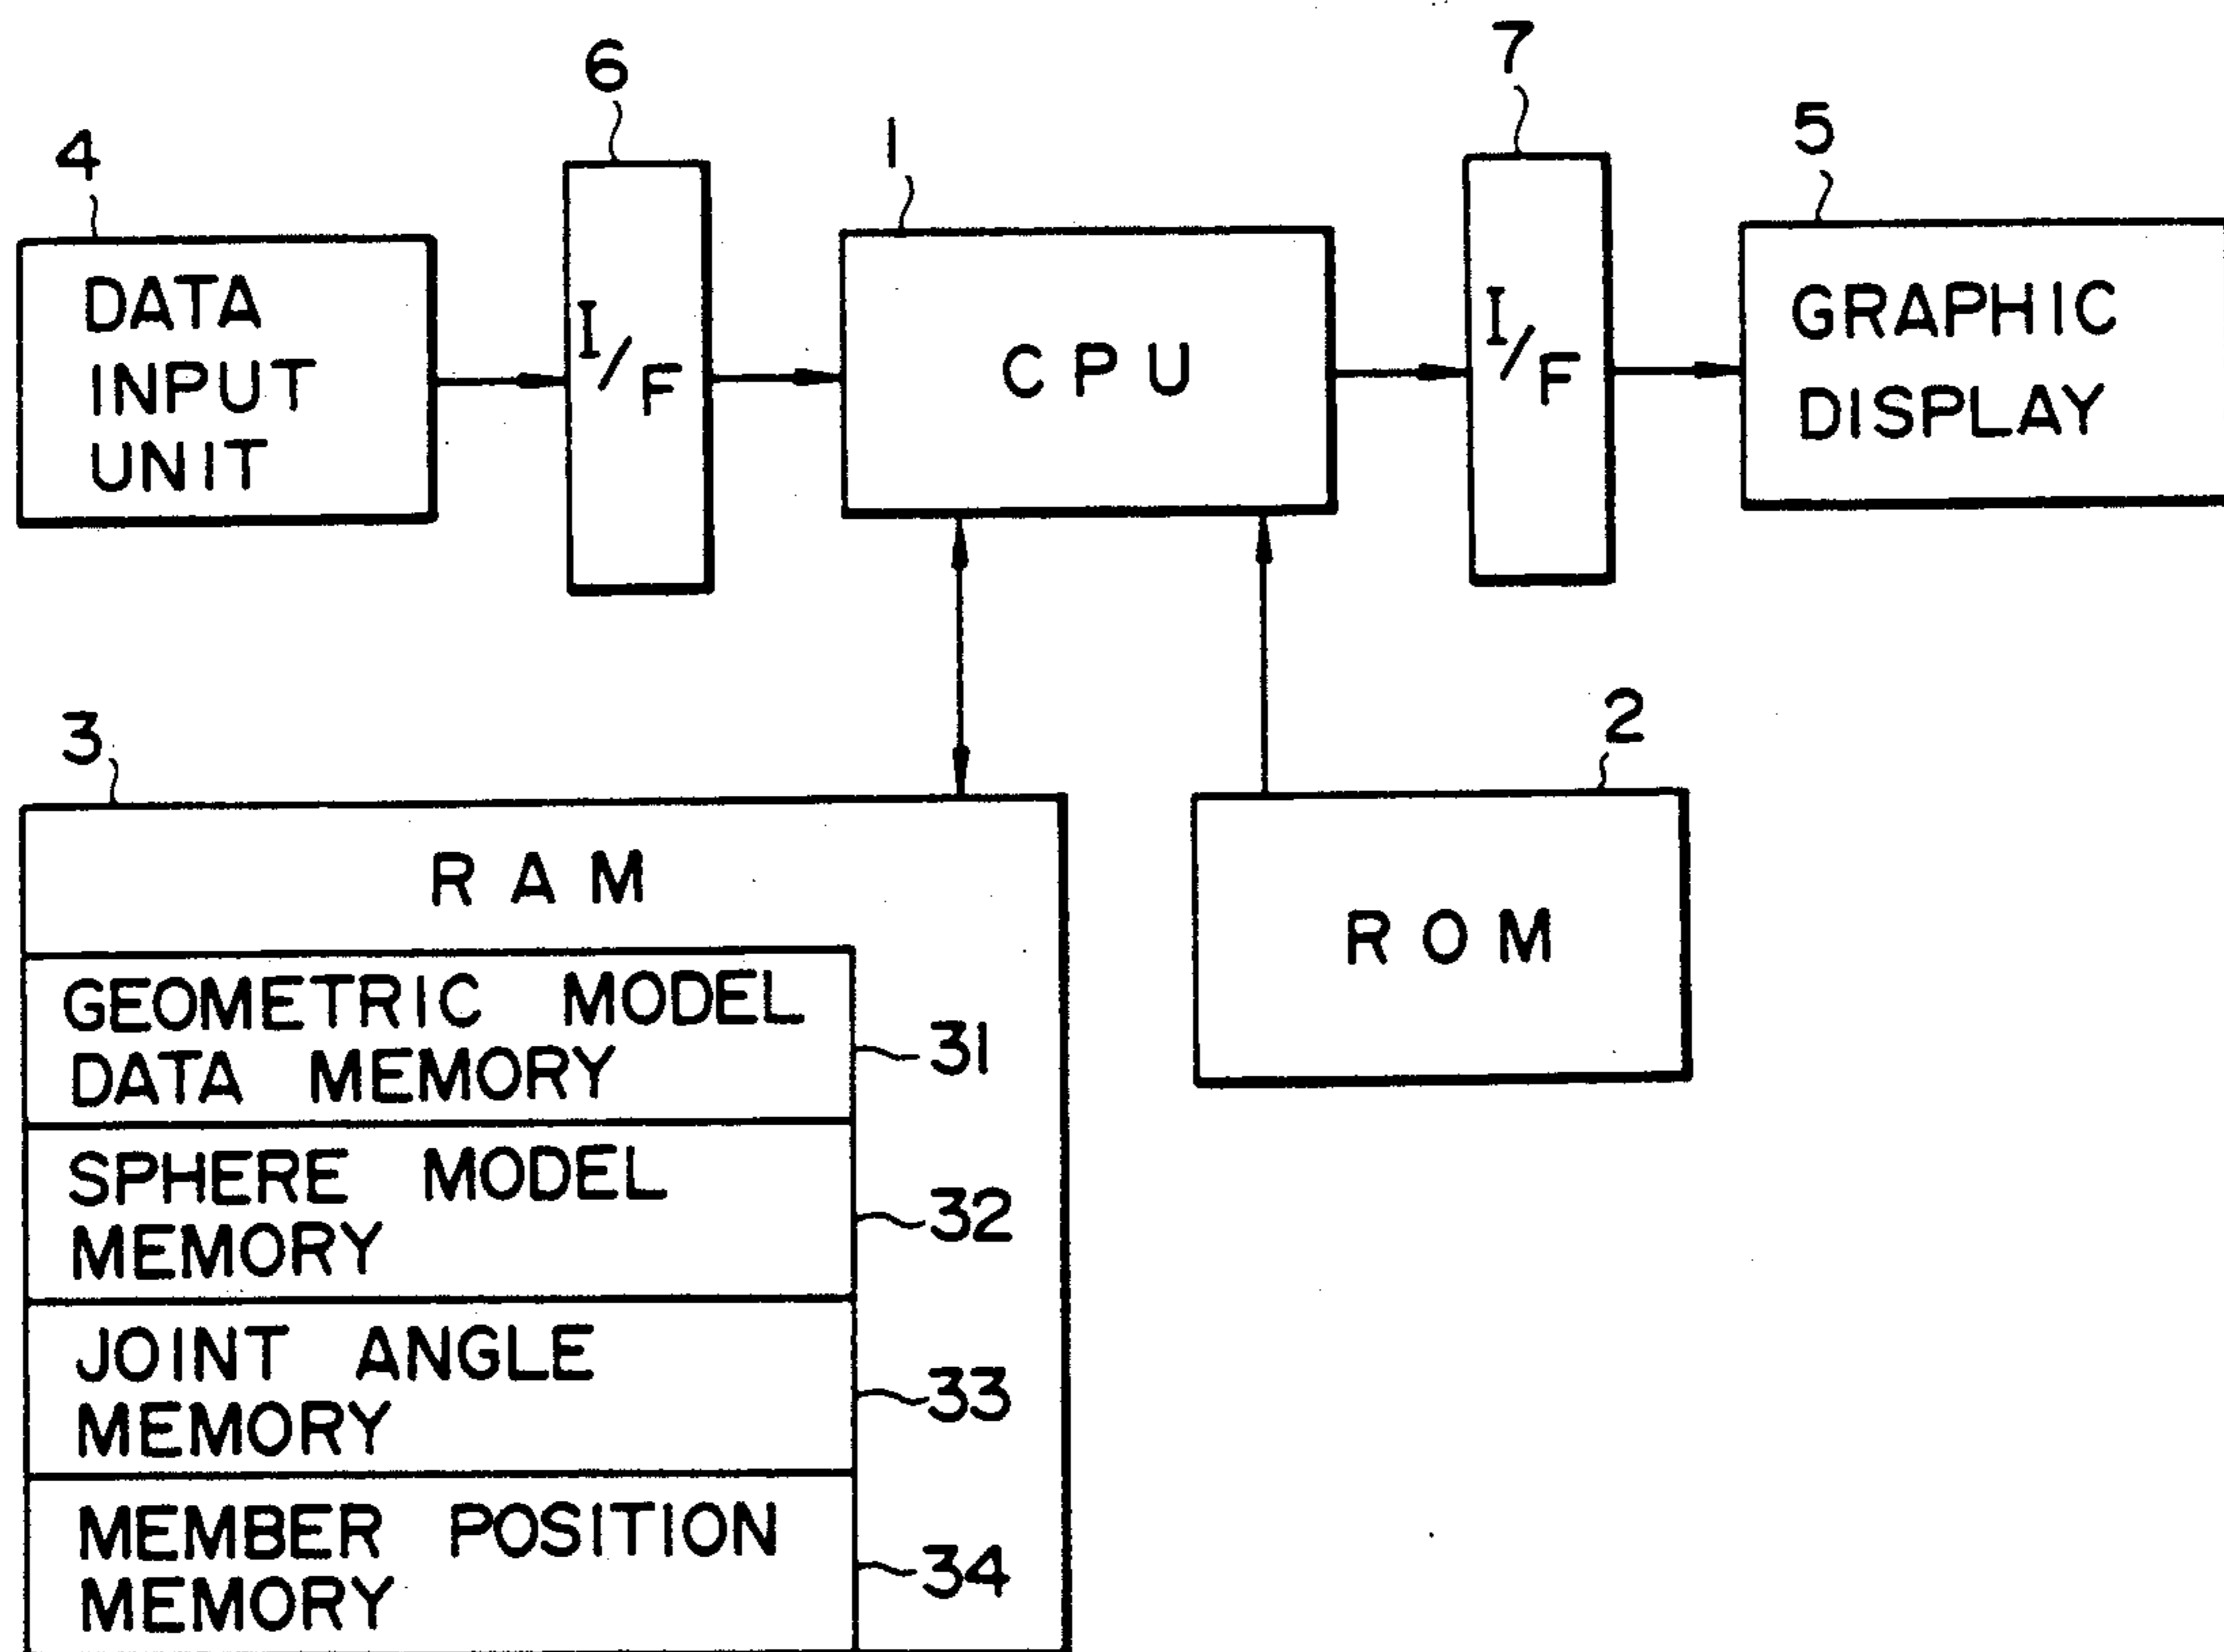 6
7
4
1
5
DATA
INPUT
UNIT
I/F
CPU
I/F
GRAPHIC
DISPLAY
3
2
RAM
ROM
GEOMETRIC MODEL
DATA MEMORY
31
SPHERE MODEL
MEMORY
32
JOINT ANGLE
MEMORY
33
MEMBER POSITION
MEMORY
34